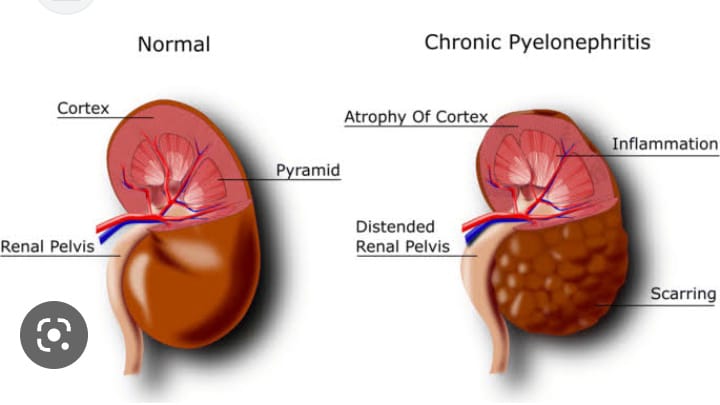 Normal
Chronic Pyelonephritis
Cortex
Pyramid
Renal Pelvis
Atrophy Of Cortex
Inflammation
Distended
Renal Pelvis
Scarring